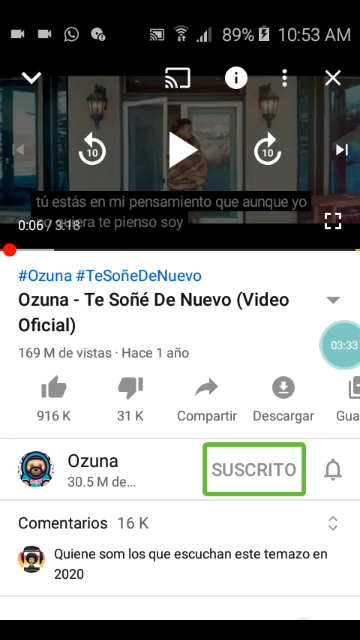 89% 10:53 AM
10 10
tú estás en mi pensamiento que aunque yo
no quiera te pienso soy
0:06 / 3:18
#Ozuna #TeSoñeDeNuevo
Ozuna - Te Soñé De Nuevo (Video
Oficial)
169 M de vistas · Hace 1 año
03:33
916 K 31 K Compartir Descargar Gua
Ozuna
30.5 M de...
SUSCRITO
Comentarios 16 K
Quiene som los que escuchan este temazo en
2020